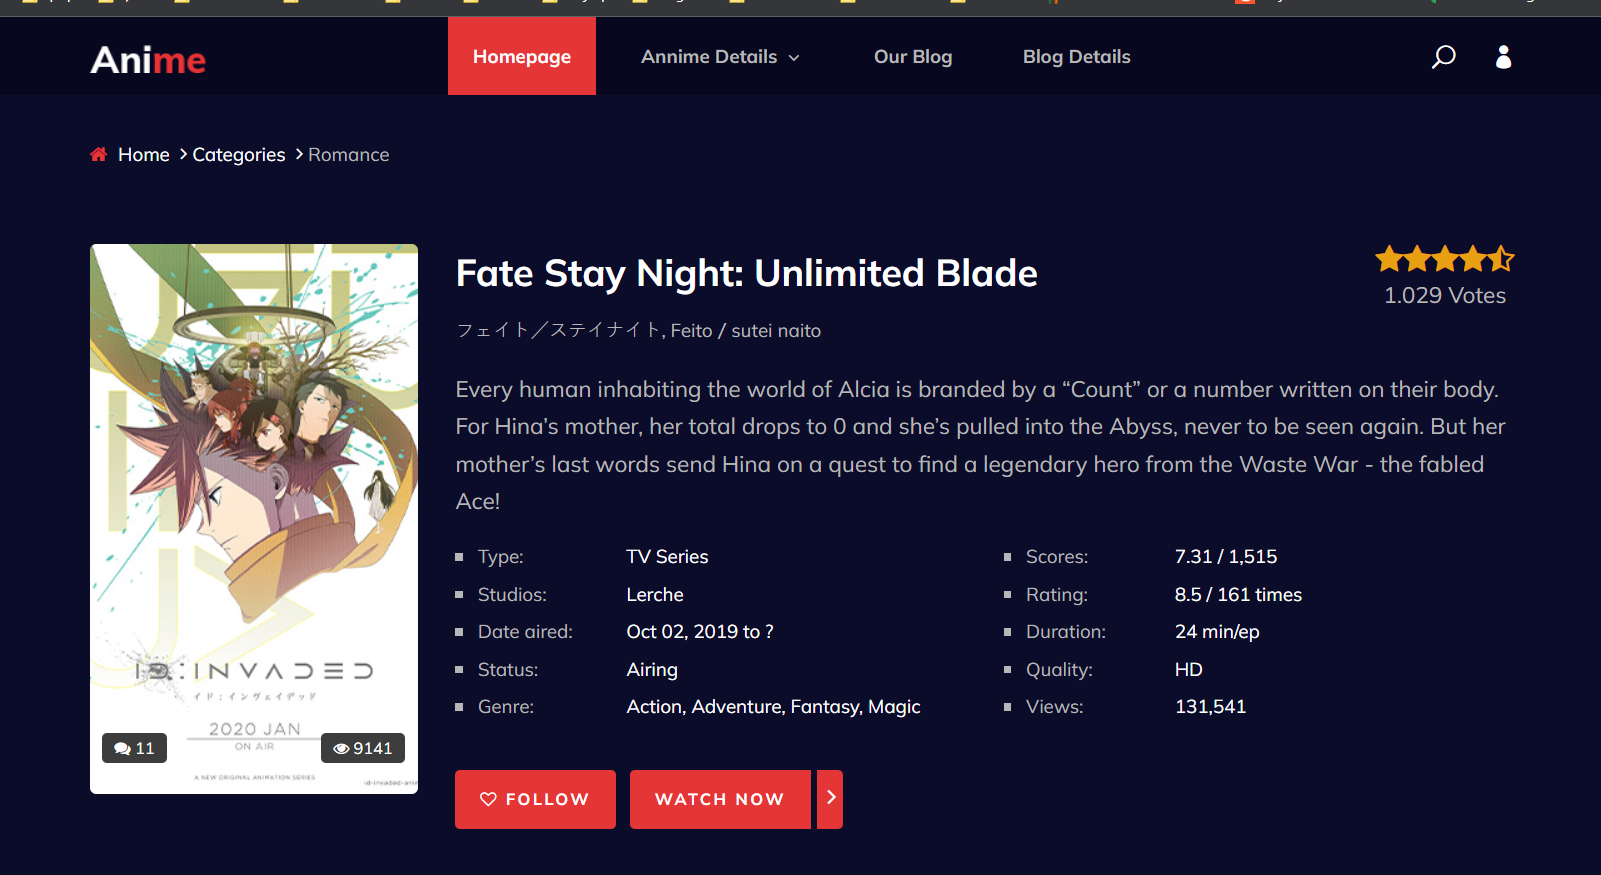 Anime
Homepage
Annime Details
Our Blog
Blog Details
Home
Categories
Romance
Fate Stay Night: Unlimited Blade
1.029 Votes
フェイト／ステイナイト, Feito / sutei naito
Every human inhabiting the world of Alcia is branded by a “Count” or a number written on their body.
For Hina’s mother, her total drops to 0 and she’s pulled into the Abyss, never to be seen again. But her
mother’s last words send Hina on a quest to find a legendary hero from the Waste War - the fabled
Ace!
Type: TV Series
Studios: Lerche
Date aired: Oct 02, 2019 to ?
Status: Airing
Genre: Action, Adventure, Fantasy, Magic
Scores: 7.31 / 1,515
Rating: 8.5 / 161 times
Duration: 24 min/ep
Quality: HD
Views: 131,541
ID:INVADED
イド：インヴェイデッド
2020 JAN
ON AIR
11
9141
A NEW ORIGINAL ANIMATION SERIES
id-invaded-anim
FOLLOW
WATCH NOW